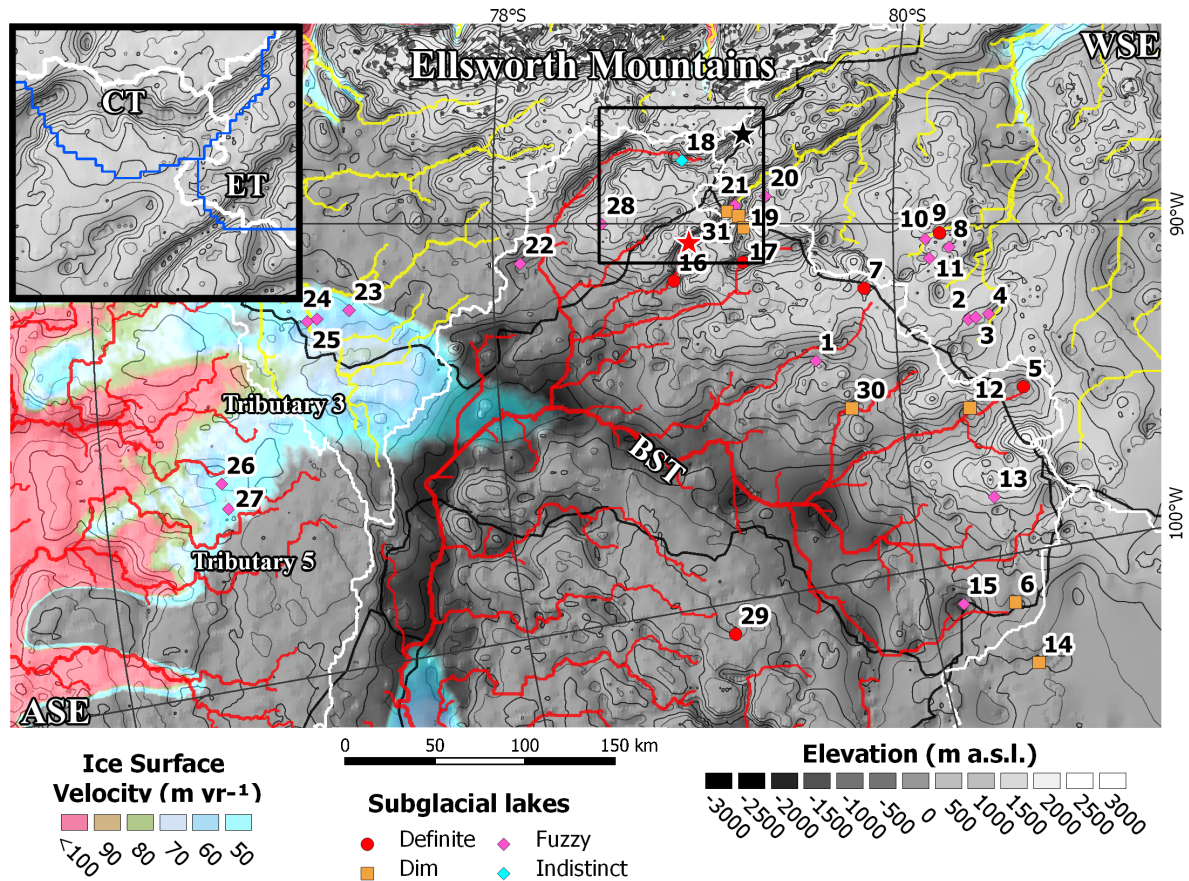 78°S
80°S
Ellsworth Mountains
WSE
CT
ET
18
20
21
28
19
31
9
10
8
90°W
22
16
17
11
7
23
24
2
4
25
3
1
5
30
12
Tributary 3
BST
26
13
27
100°W
Tributary 5
15
6
29
14
ASE
0 50 100 150 km
Elevation (m a.s.l.)
-3000 -2500 -2000 -1500 -1000 -500 0 500 1000 1500 2000 2500 3000
Ice Surface
Velocity (m yr-¹)
<100 90 80 70 60 50
Subglacial lakes
Definite Fuzzy
Dim Indistinct